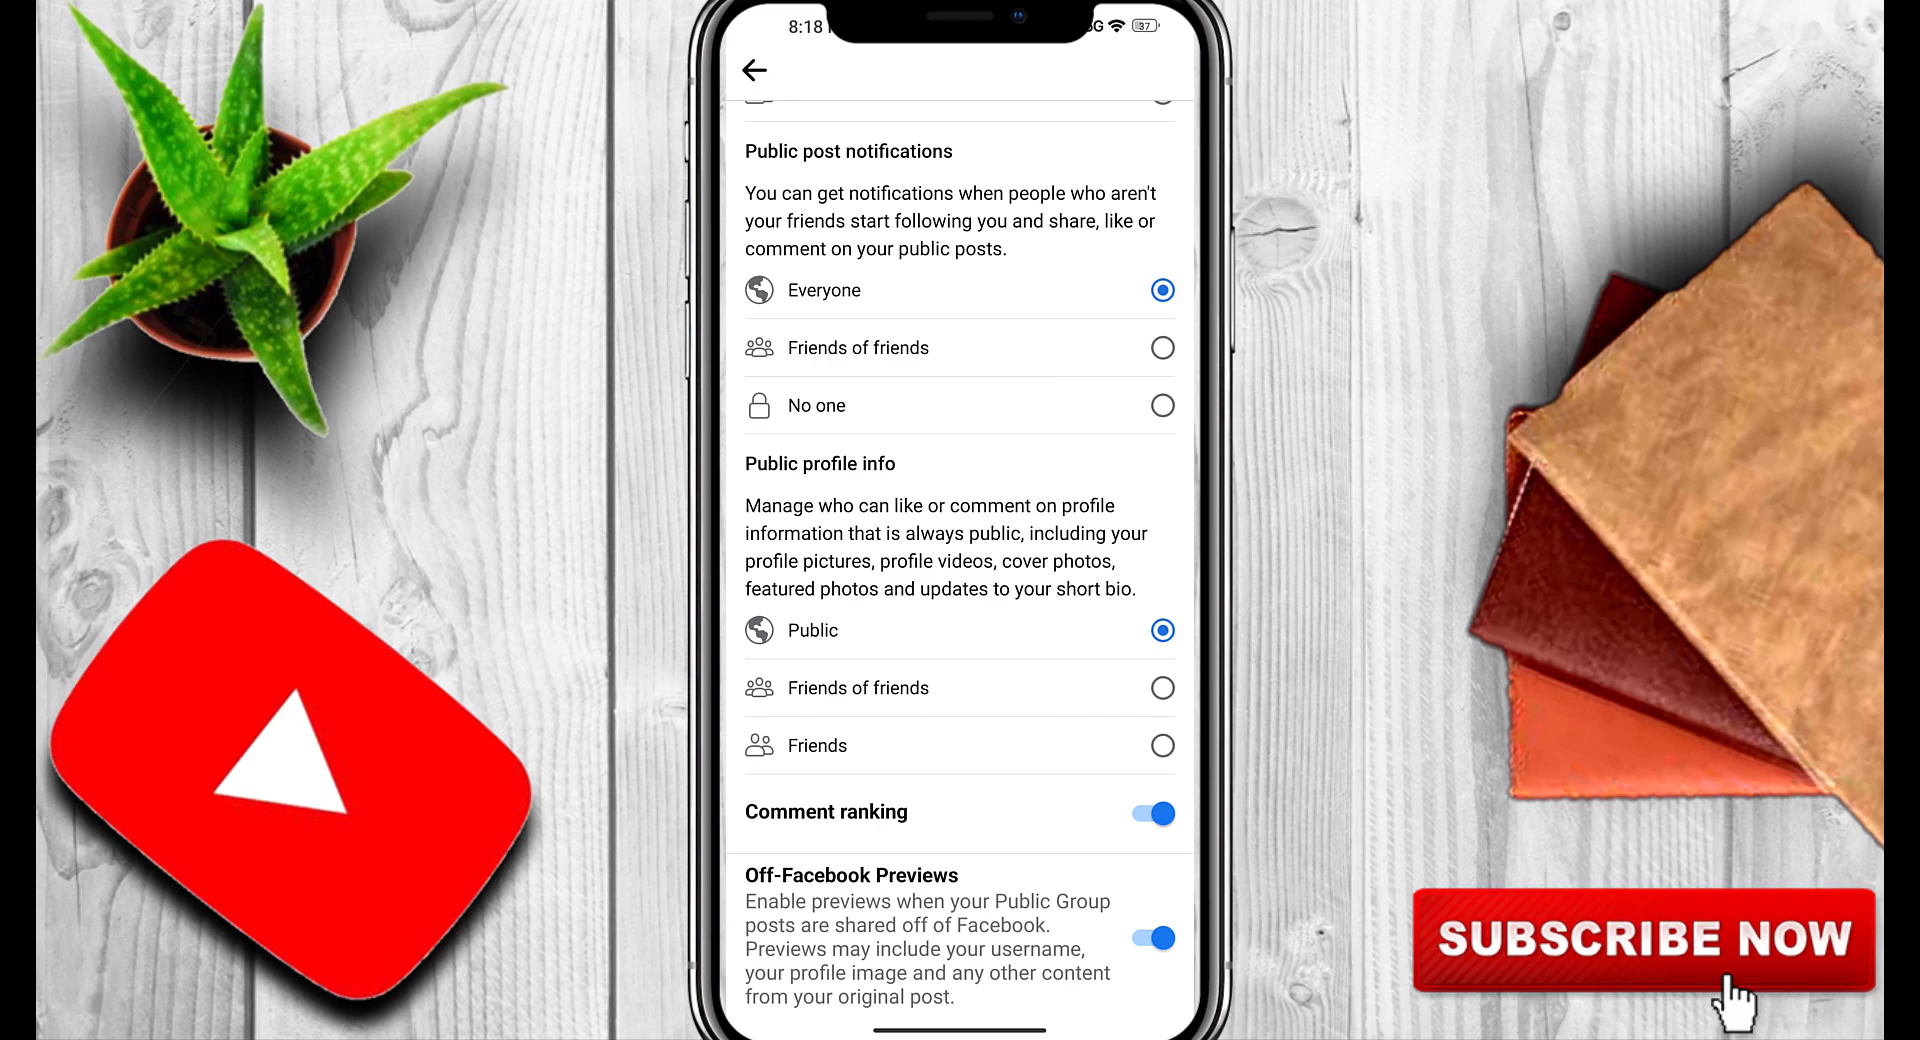 8:18
G 37
Public post notifications
You can get notifications when people who aren't
your friends start following you and share, like or
comment on your public posts.
Everyone
Friends of friends
No one
Public profile info
Manage who can like or comment on profile
information that is always public, including your
profile pictures, profile videos, cover photos,
featured photos and updates to your short bio.
Public
Friends of friends
Friends
Comment ranking
Off-Facebook Previews
Enable previews when your Public Group
posts are shared off of Facebook.
Previews may include your username,
your profile image and any other content
from your original post.
SUBSCRIBE NOW